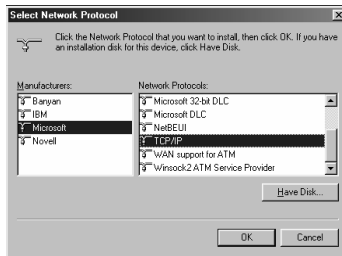 Select Network Protocol
Click the Network Protocol that you want to install, then click OK. If you have
an installation disk for this device, click Have Disk.
Manufacturers:
Banyan
IBM
Microsoft
Novell
Network Protocols:
Microsoft 32-bit DLC
Microsoft DLC
NetBEUI
TCP/IP
WAN support for ATM
Winsock2 ATM Service Provider
Have Disk...
OK
Cancel